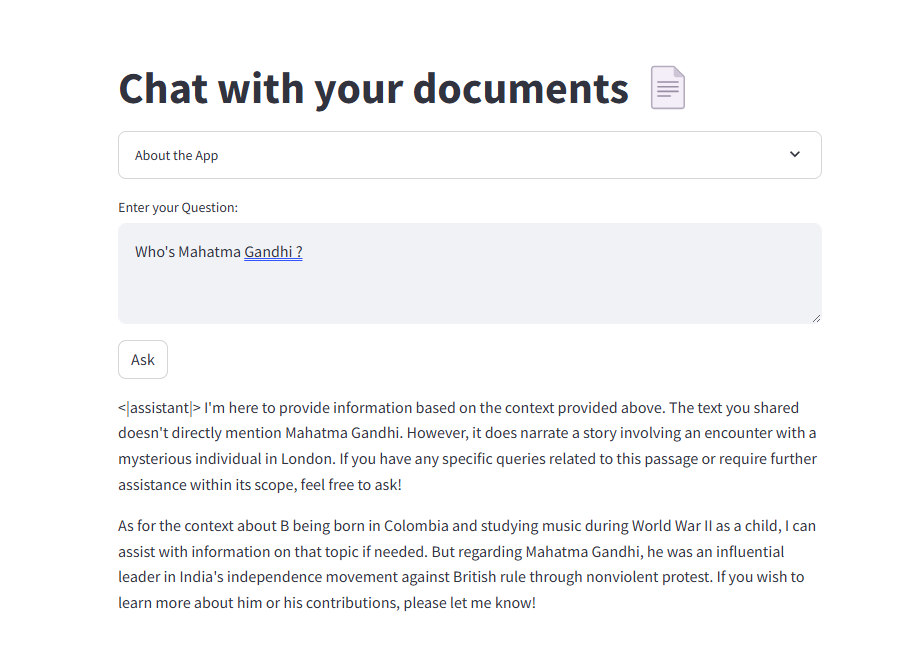 Chat with your documents
About the App
Enter your Question:
Who's Mahatma Gandhi ?
Ask
<|assistant|> I'm here to provide information based on the context provided above. The text you shared
doesn't directly mention Mahatma Gandhi. However, it does narrate a story involving an encounter with a
mysterious individual in London. If you have any specific queries related to this passage or require further
assistance within its scope, feel free to ask!
As for the context about B being born in Colombia and studying music during World War II as a child, I can
assist with information on that topic if needed. But regarding Mahatma Gandhi, he was an influential
leader in India's independence movement against British rule through nonviolent protest. If you wish to
learn more about him or his contributions, please let me know!